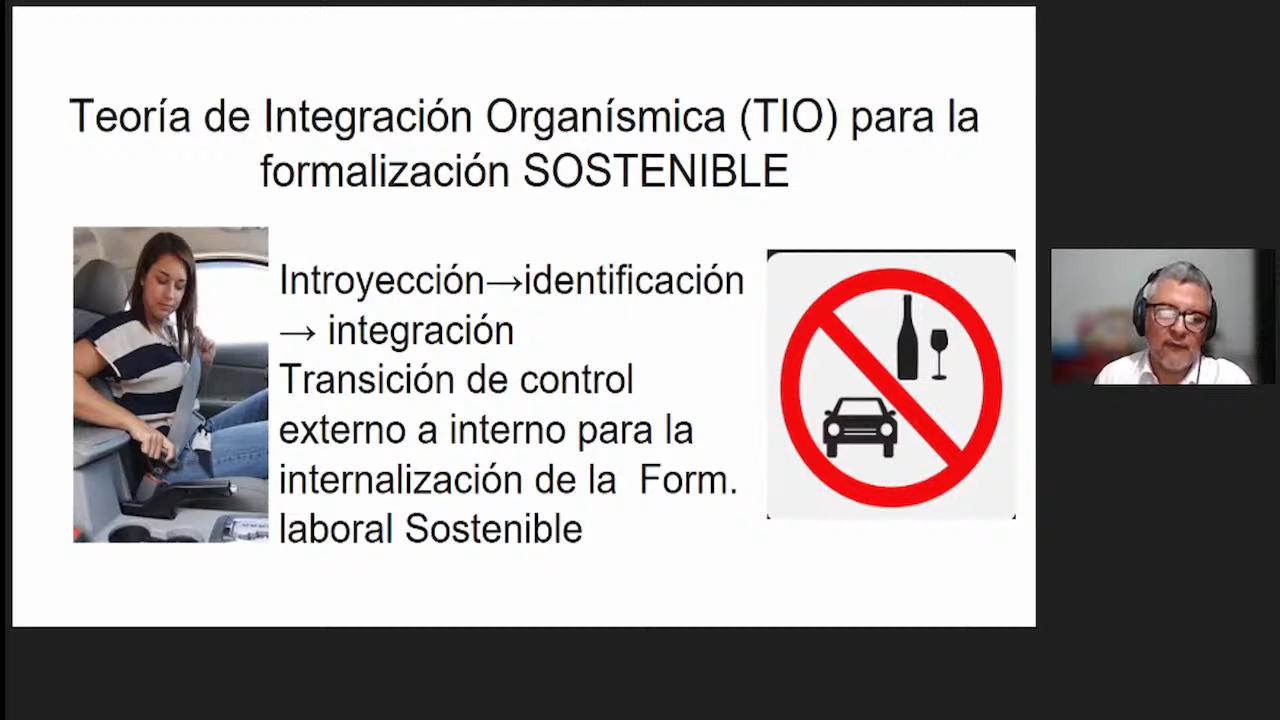 Teoría de Integración Organísmica (TIO) para la
formalización SOSTENIBLE
Introyección→identificación
→ integración
Transición de control
externo a interno para la
internalización de la  Form.
laboral Sostenible